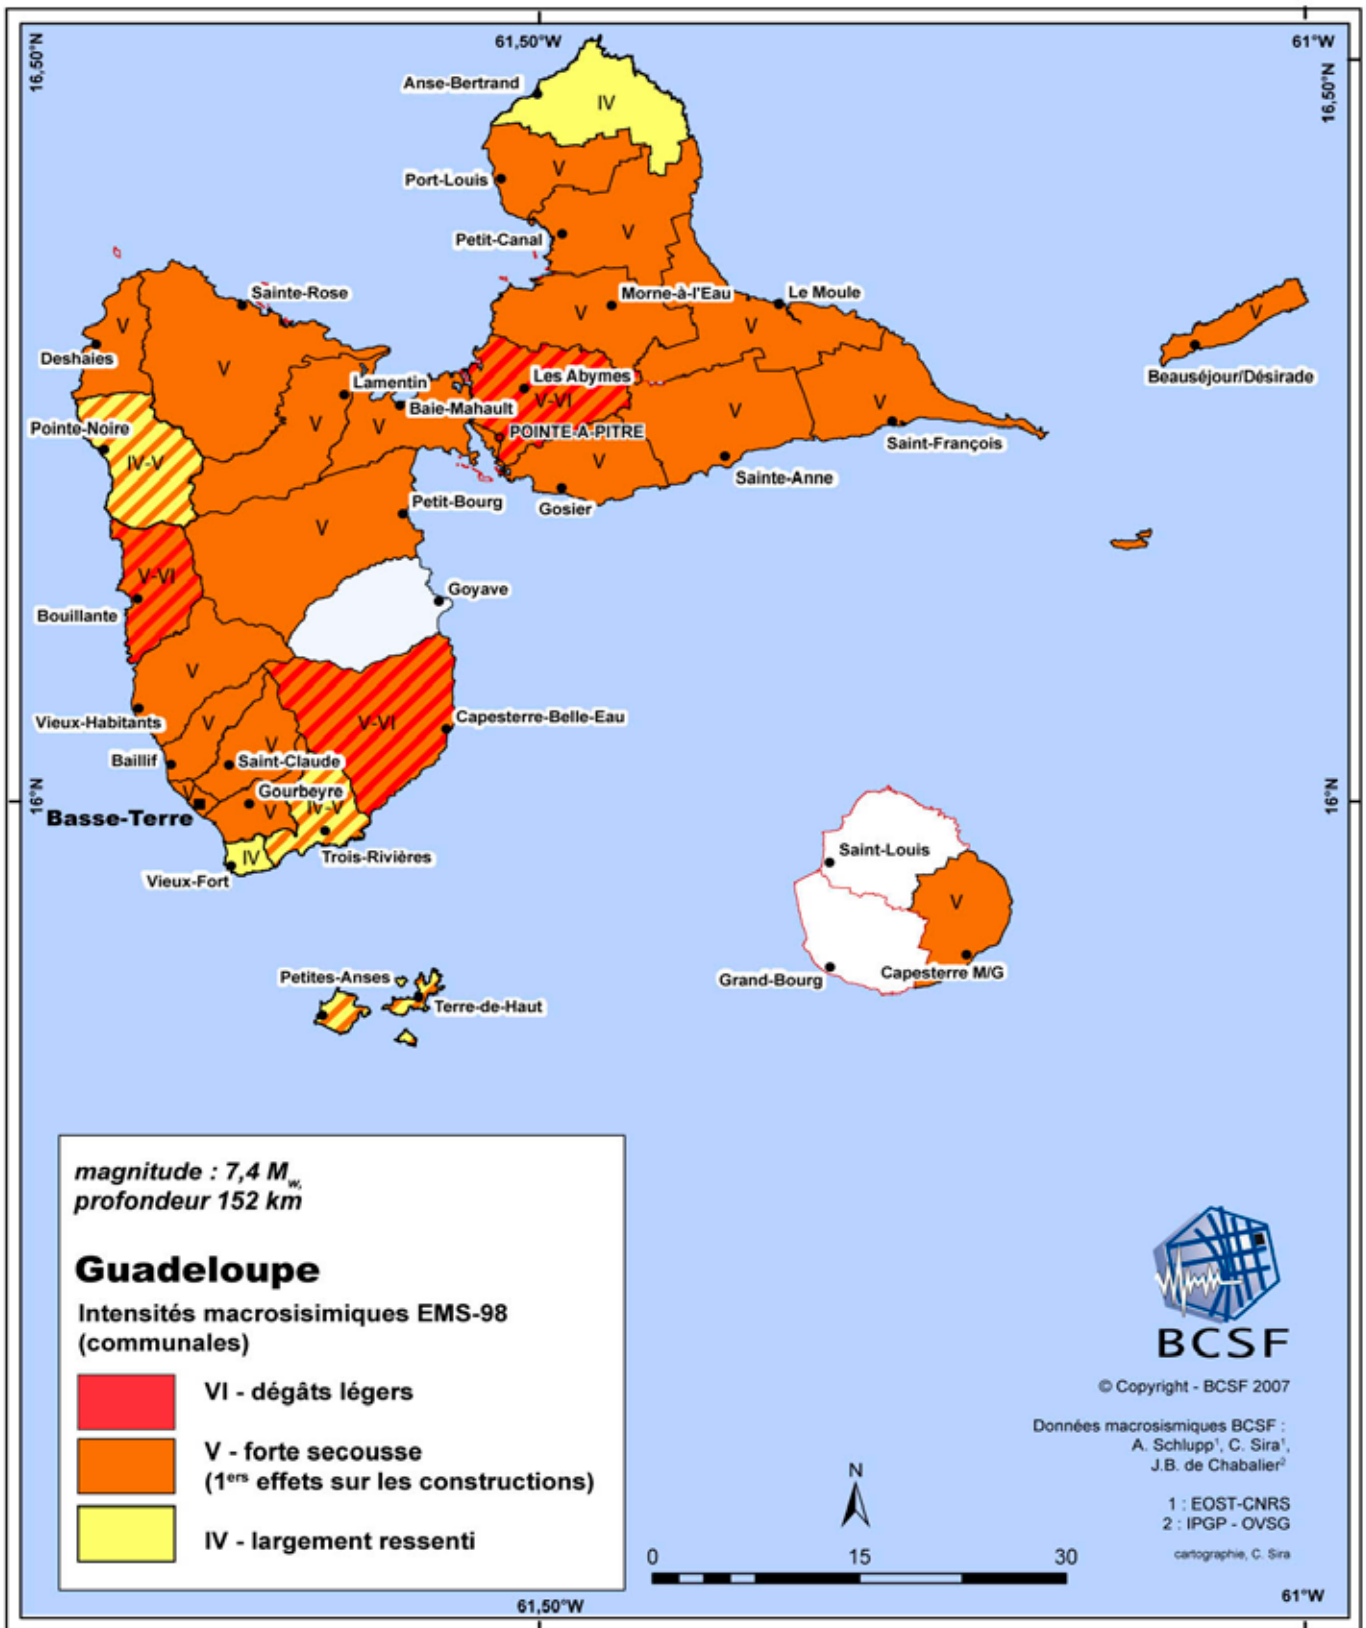 61,50°W
61°W
16,50°N
16,50°N
Anse-Bertrand
IV
V
Port-Louis
Petit-Canal
V
Sainte-Rose
Morne-à-l'Eau
Le Moule
V
V
V
V
Deshaies
V
Les Abymes
Beauséjour/Désirade
Lamentin
V-VI
Baie-Mahault
V
V
V
V
Pointe-Noire
POINTE-A-PITRE
Saint-François
IV-V
V
Sainte-Anne
Petit-Bourg
Gosier
V
V-VI
Goyave
Bouillante
V
Vieux-Habitants
V
V-VI
Capesterre-Belle-Eau
V
Baillif
Saint-Claude
16°N
16°N
V
Gourbeyre
Basse-Terre
V
IV-V
IV
Trois-Rivières
Saint-Louis
Vieux-Fort
V
Petites-Anses
Grand-Bourg
Capesterre M/G
Terre-de-Haut
magnitude : 7,4 Mw,
profondeur 152 km
Guadeloupe
Intensités macrosisimiques EMS-98
(communales)
VI - dégâts légers
V - forte secousse
(1ers effets sur les constructions)
IV - largement ressenti
BCSF
© Copyright - BCSF 2007
Données macrosismiques BCSF :
A. Schlupp1, C. Sira1,
J.B. de Chabalier2
1 : EOST-CNRS
2 : IPGP - OVSG
cartographie, C. Sira
N
0 15 30
61,50°W
61°W